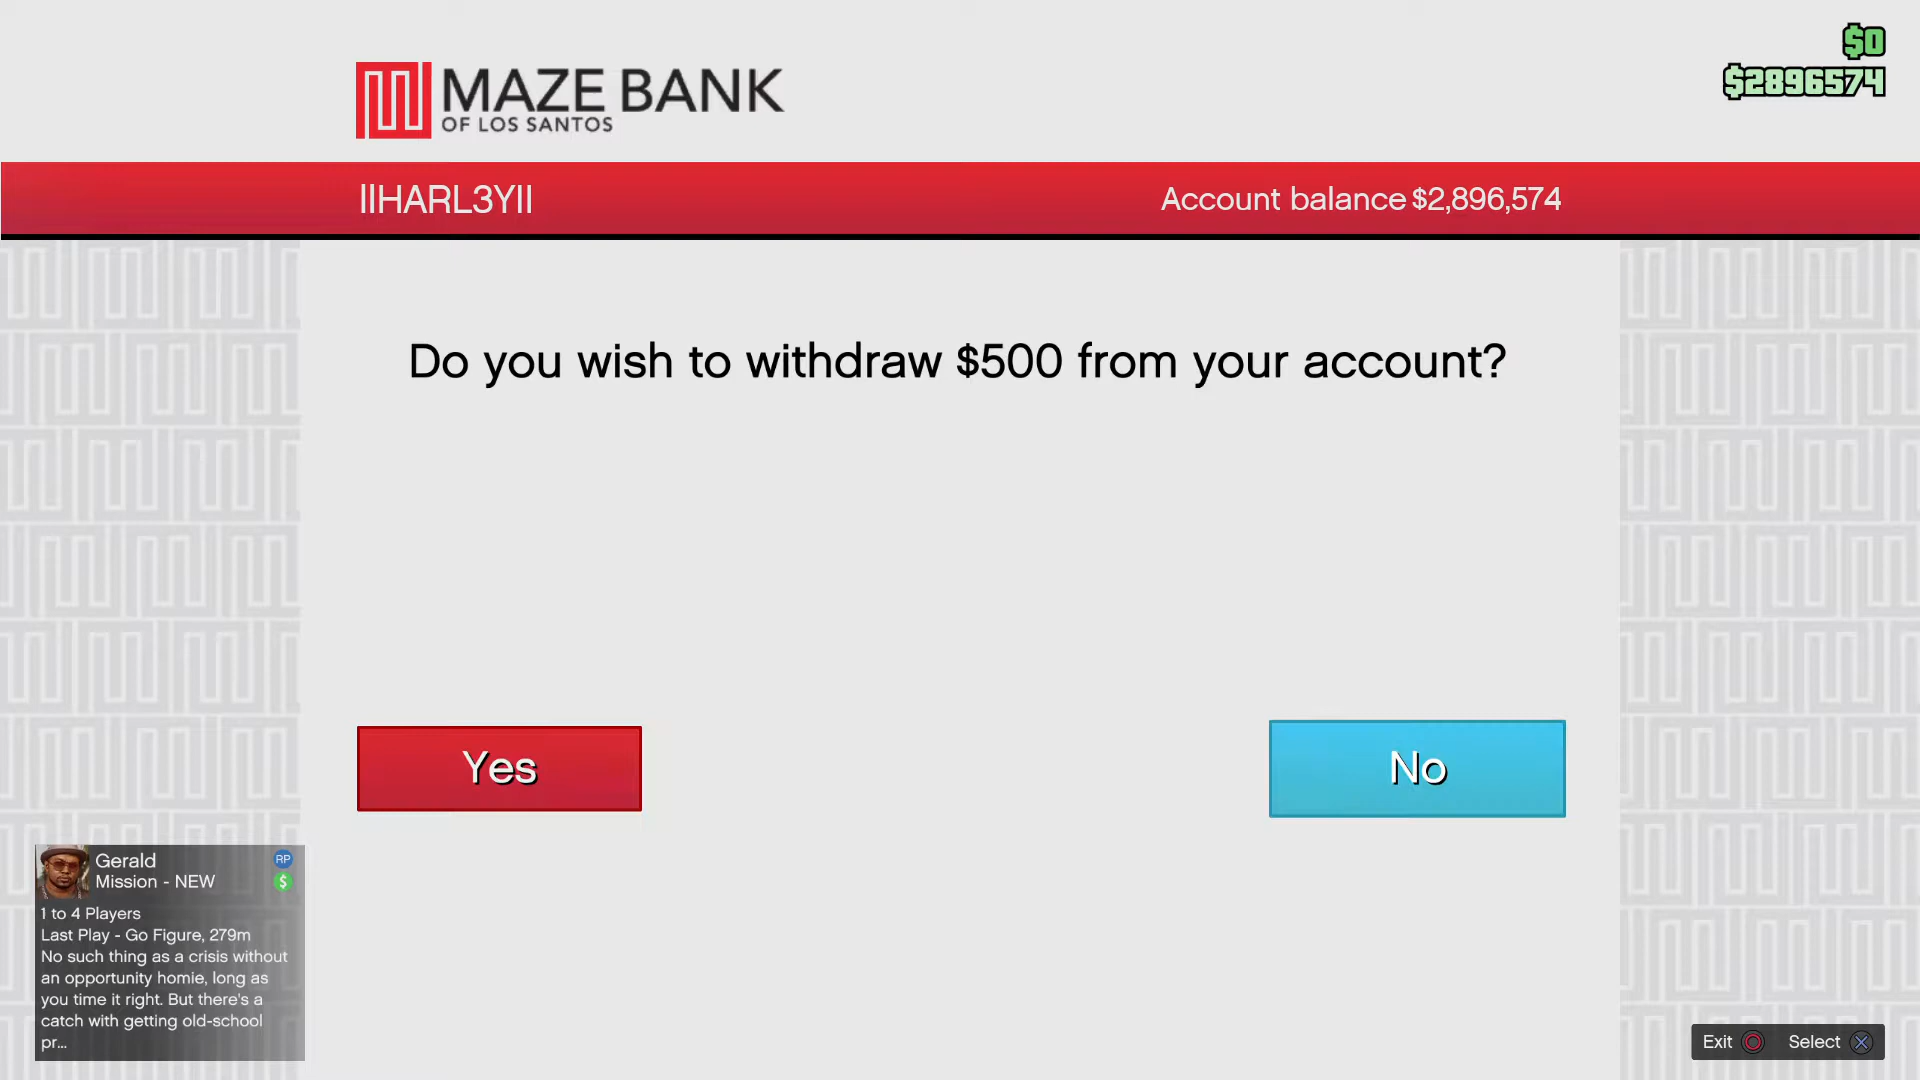 $0
$2896574
MAZE BANK
OF LOS SANTOS
IIHARL3YII
Account balance $2,896,574
Do you wish to withdraw $500 from your account?
Yes
No
Gerald
RP
Mission - NEW
$
1 to 4 Players
Last Play - Go Figure, 279m
No such thing as a crisis without
an opportunity homie, long as
you time it right. But there's a
catch with getting old-school
pr...
Exit
Select